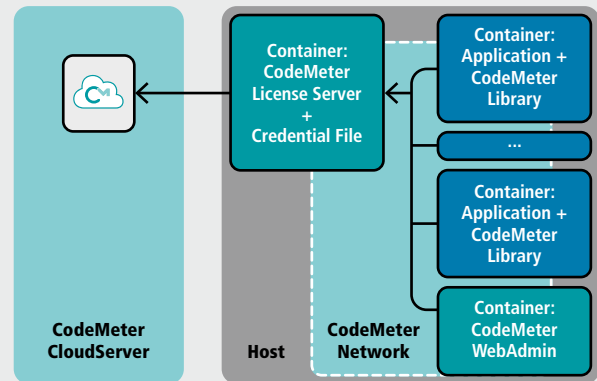 Container:
CodeMeter
License Server
+
Credential File
Container:
Application +
CodeMeter
Library
...
Container:
Application +
CodeMeter
Library
Container:
CodeMeter
WebAdmin
CM
CodeMeter
CloudServer
Host
CodeMeter
Network